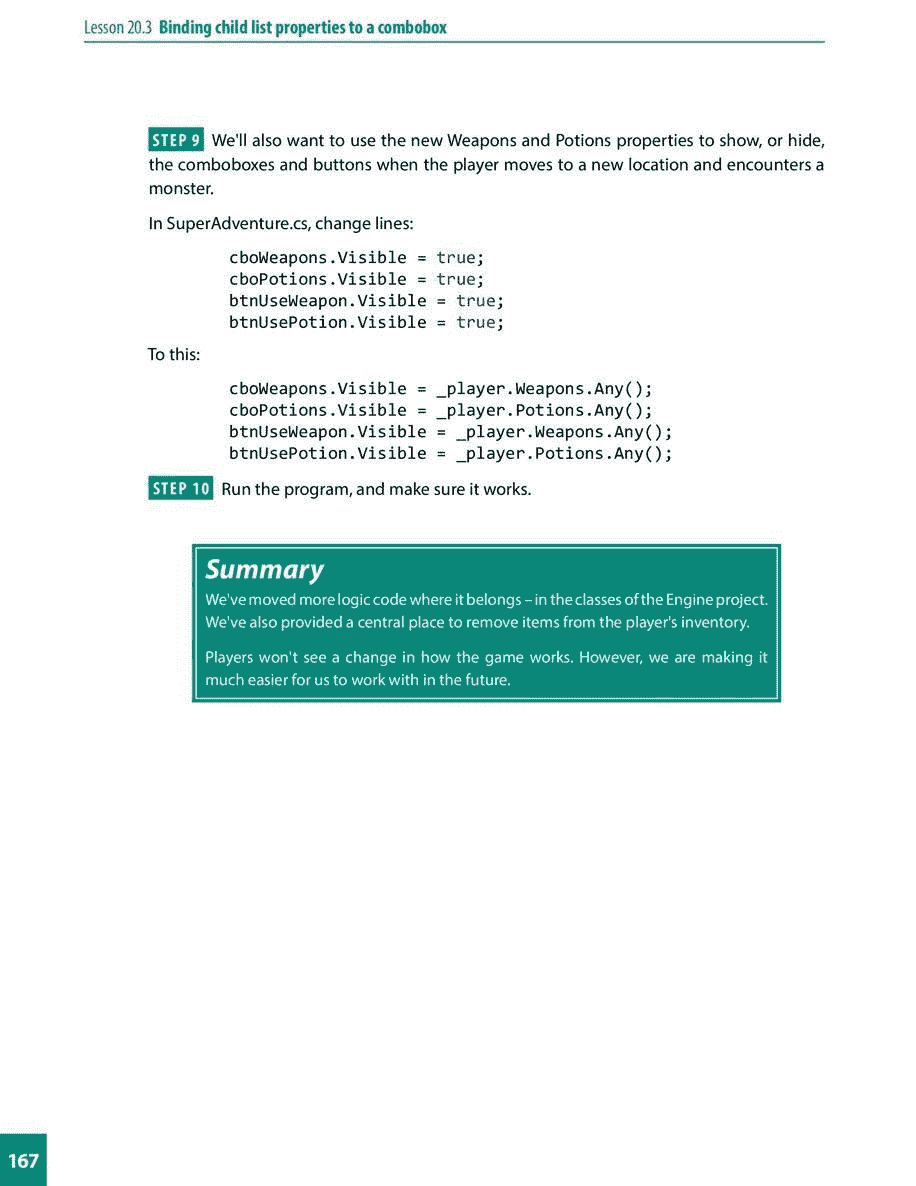 Lesson 20.3 Binding child list properties to a combobox
STEP 9 We'll also want to use the new Weapons and Potions properties to show, or hide,
the comboboxes and buttons when the player moves to a new location and encounters a
monster.
In SuperAdventure.cs, change lines:
cboWeapons.Visible = true;
cboPotions.Visible = true;
btnUseWeapon.Visible = true;
btnUsePotion.Visible = true;
To this:
cboWeapons.Visible = _player.Weapons.Any();
cboPotions.Visible = _player.Potions.Any();
btnUseWeapon.Visible = _player.Weapons.Any();
btnUsePotion.Visible = _player.Potions.Any();
STEP 10 Run the program, and make sure it works.
Summary
We've moved more logic code where it belongs – in the classes of the Engine project.
We've also provided a central place to remove items from the player's inventory.
Players won't see a change in how the game works. However, we are making it
much easier for us to work with in the future.
167